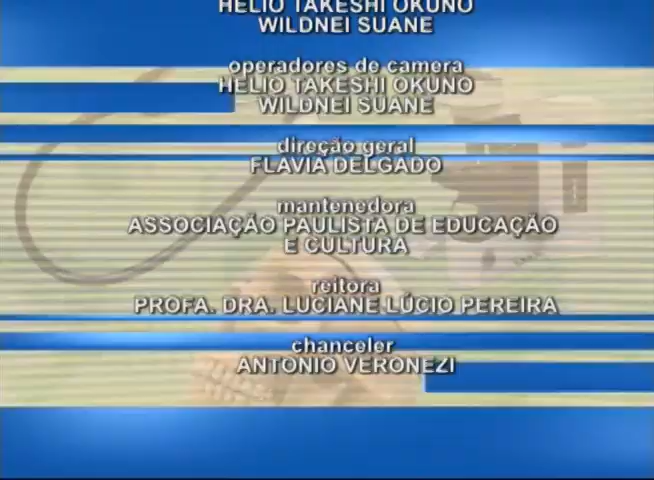 HELIO TAKESHI OKUNO
WILDNEI SUANE
operadores de camera
HELIO TAKESHI OKUNO
WILDNEI SUANE
direção geral
FLAVIA DELGADO
mantenedora
ASSOCIAÇÃO PAULISTA DE EDUCAÇÃO
E CULTURA
reitora
PROFA. DRA. LUCIANE LÚCIO PEREIRA
chanceler
ANTONIO VERONEZI